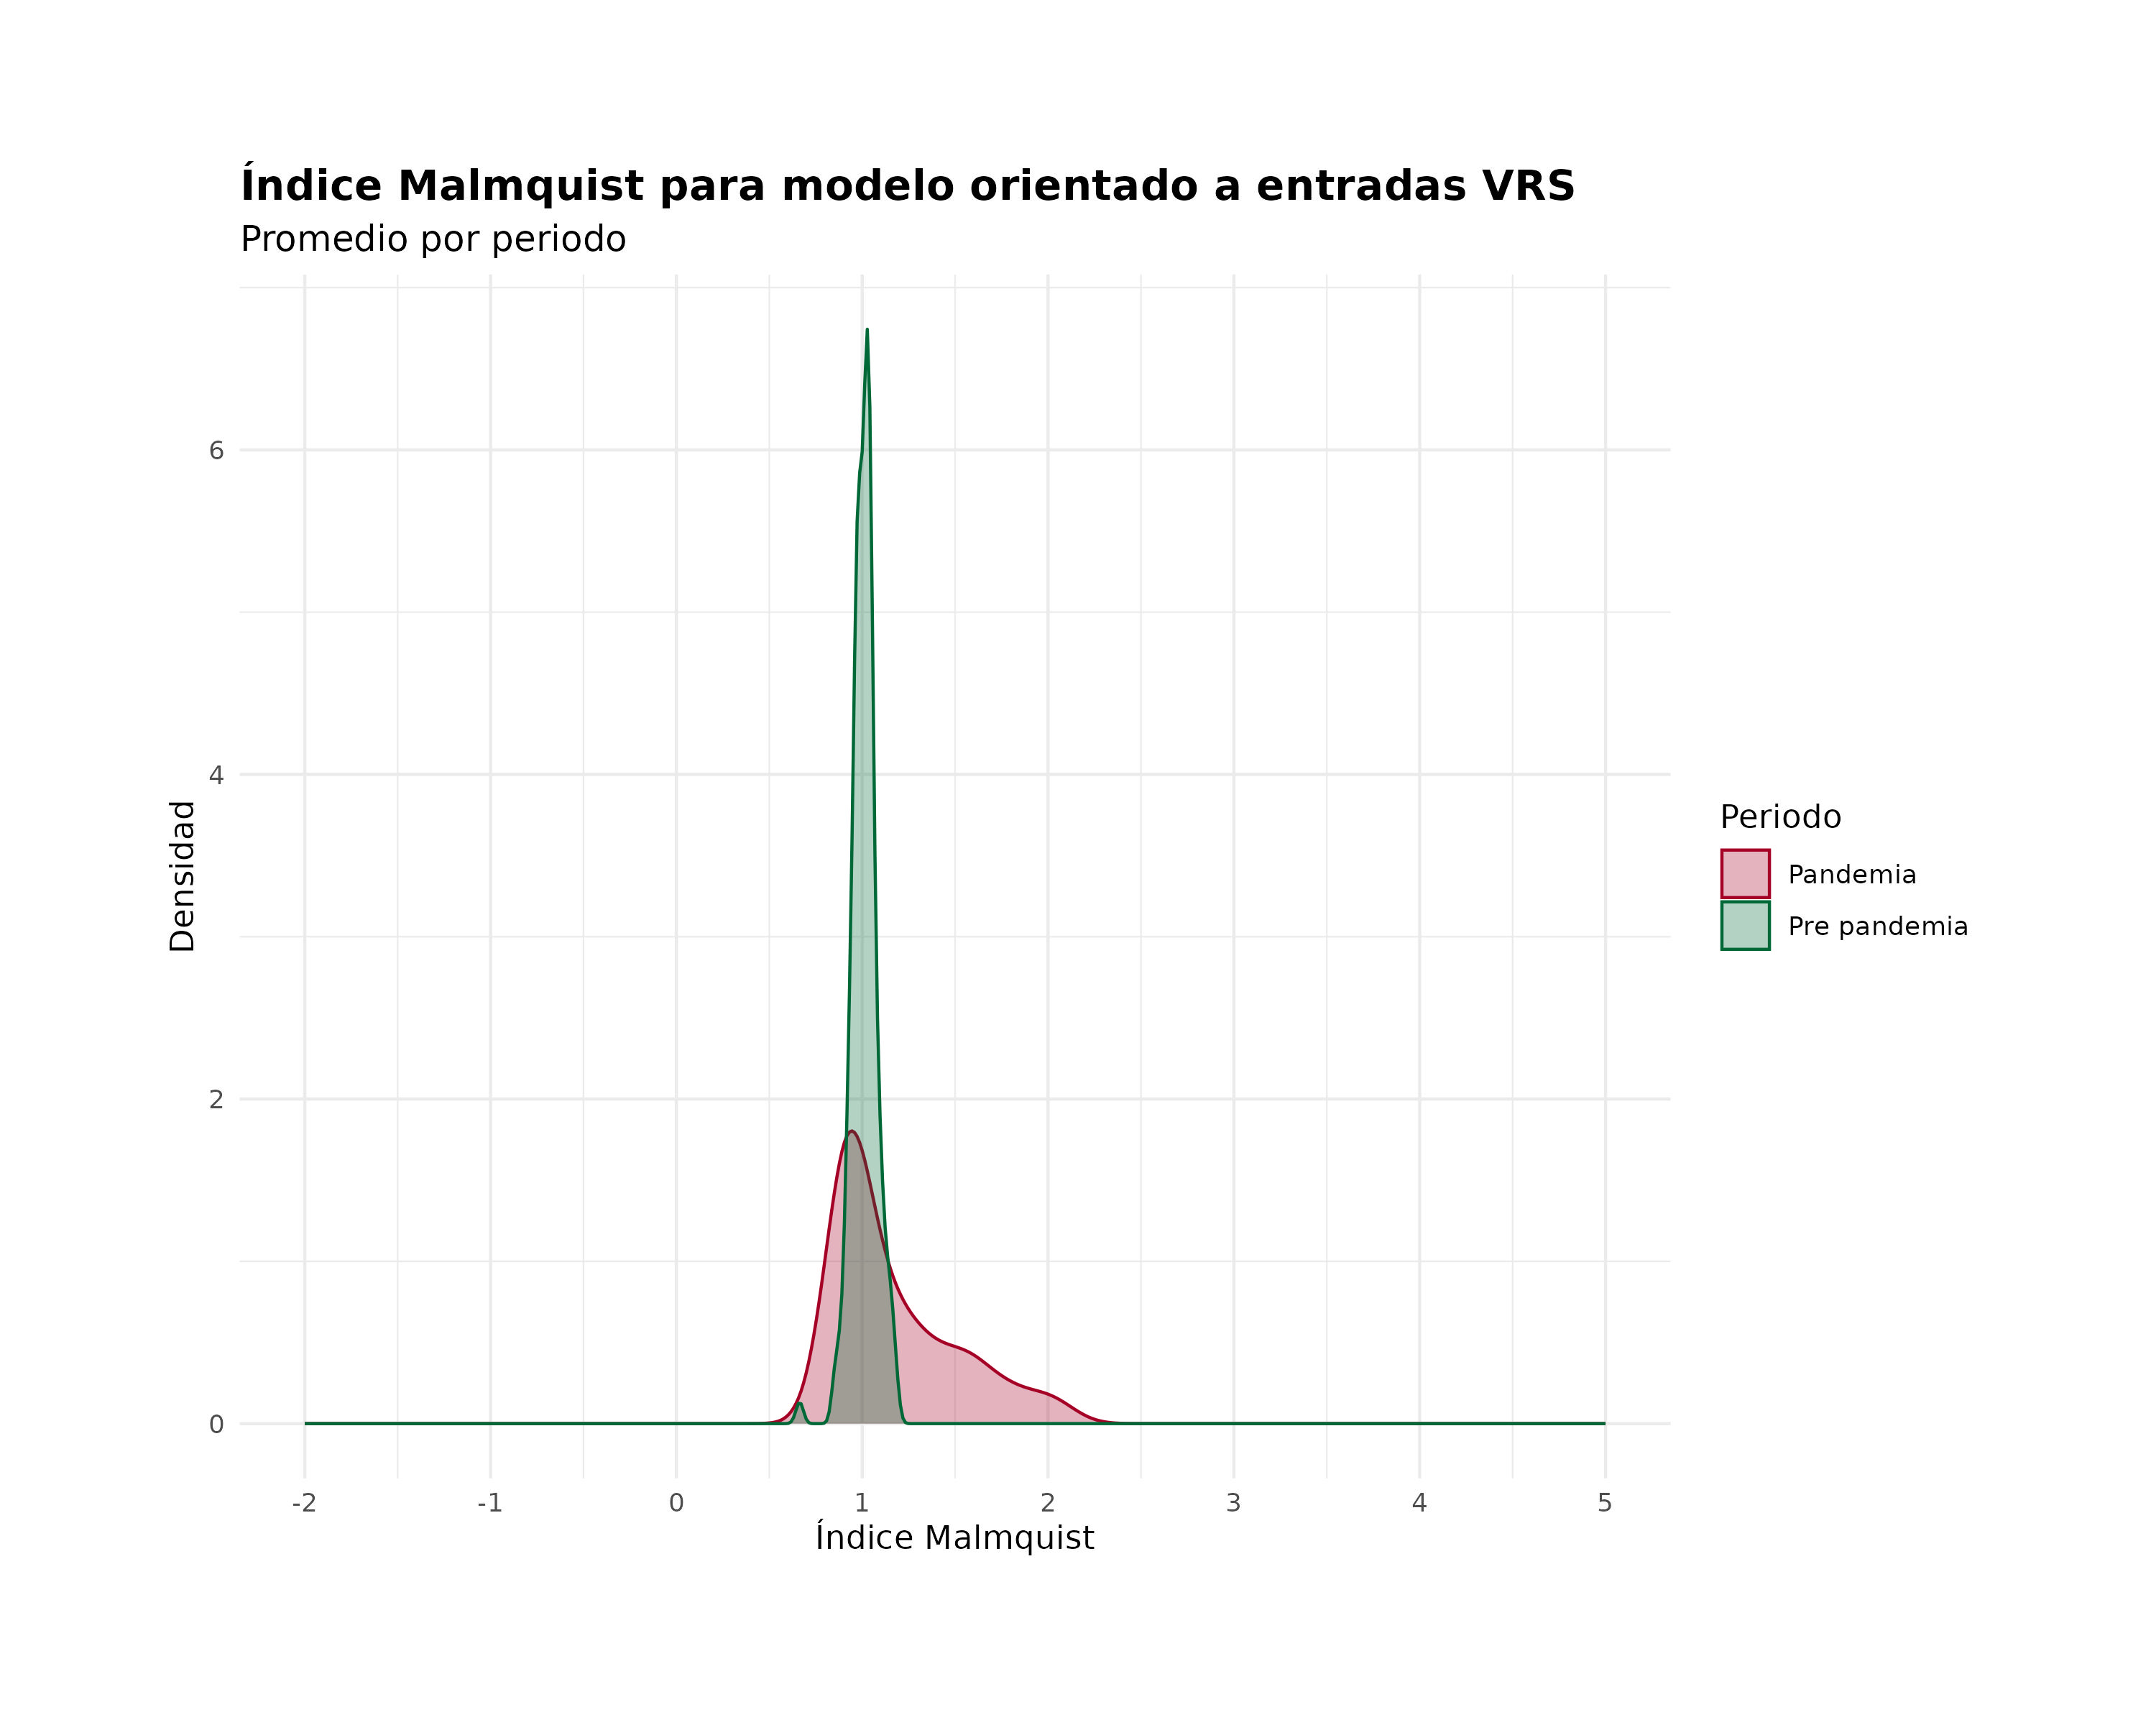 Índice Malmquist para modelo orientado a entradas VRS
Promedio por periodo
Densidad
6
4
2
0
-2 -1 0 1 2 3 4 5
Índice Malmquist
Periodo
Pandemia
Pre pandemia